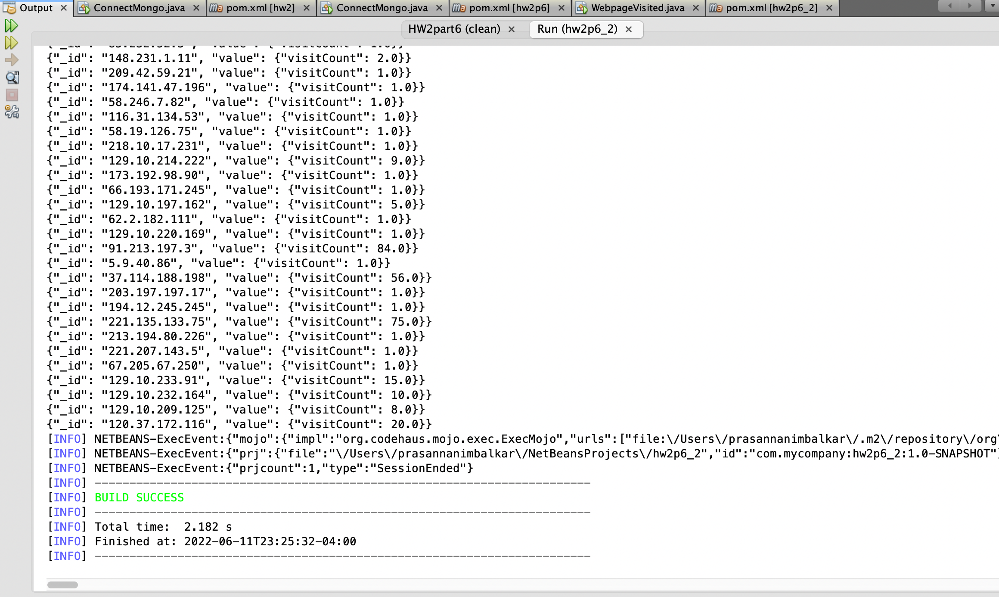 Output ConnectMongo.java pom.xml [hw2] ConnectMongo.java pom.xml [hw2p6] WebpageVisited.java pom.xml [hw2p6_2]
HW2part6 (clean) Run (hw2p6_2)
{"_id": "148.231.1.11", "value": {"visitCount": 2.0}}
{"_id": "209.42.59.21", "value": {"visitCount": 1.0}}
{"_id": "174.141.47.196", "value": {"visitCount": 1.0}}
{"_id": "58.246.7.82", "value": {"visitCount": 1.0}}
{"_id": "116.31.134.53", "value": {"visitCount": 1.0}}
{"_id": "58.19.126.75", "value": {"visitCount": 1.0}}
{"_id": "218.10.17.231", "value": {"visitCount": 1.0}}
{"_id": "129.10.214.222", "value": {"visitCount": 9.0}}
{"_id": "173.192.98.90", "value": {"visitCount": 1.0}}
{"_id": "66.193.171.245", "value": {"visitCount": 1.0}}
{"_id": "129.10.197.162", "value": {"visitCount": 5.0}}
{"_id": "62.2.182.111", "value": {"visitCount": 1.0}}
{"_id": "129.10.220.169", "value": {"visitCount": 1.0}}
{"_id": "91.213.197.3", "value": {"visitCount": 84.0}}
{"_id": "5.9.40.86", "value": {"visitCount": 1.0}}
{"_id": "37.114.188.198", "value": {"visitCount": 56.0}}
{"_id": "203.197.197.17", "value": {"visitCount": 1.0}}
{"_id": "194.12.245.245", "value": {"visitCount": 1.0}}
{"_id": "221.135.133.75", "value": {"visitCount": 75.0}}
{"_id": "213.194.80.226", "value": {"visitCount": 1.0}}
{"_id": "221.207.143.5", "value": {"visitCount": 1.0}}
{"_id": "67.205.67.250", "value": {"visitCount": 1.0}}
{"_id": "129.10.233.91", "value": {"visitCount": 15.0}}
{"_id": "129.10.232.164", "value": {"visitCount": 10.0}}
{"_id": "129.10.209.125", "value": {"visitCount": 8.0}}
{"_id": "120.37.172.116", "value": {"visitCount": 20.0}}
[INFO] NETBEANS-ExecEvent:{"mojo":{"impl":"org.codehaus.mojo.exec.ExecMojo","urls":["file:\/Users\/prasannanimbalkar\/.m2\/repository\/org\
[INFO] NETBEANS-ExecEvent:{"prj":{"file":"\/Users\/prasannanimbalkar\/NetBeansProjects\/hw2p6_2","id":"com.mycompany:hw2p6_2:1.0-SNAPSHOT"}
[INFO] NETBEANS-ExecEvent:{"prjcount":1,"type":"SessionEnded"}
[INFO] ------------------------------------------------------------------------
[INFO] BUILD SUCCESS
[INFO] ------------------------------------------------------------------------
[INFO] Total time:  2.182 s
[INFO] Finished at: 2022-06-11T23:25:32-04:00
[INFO] ------------------------------------------------------------------------